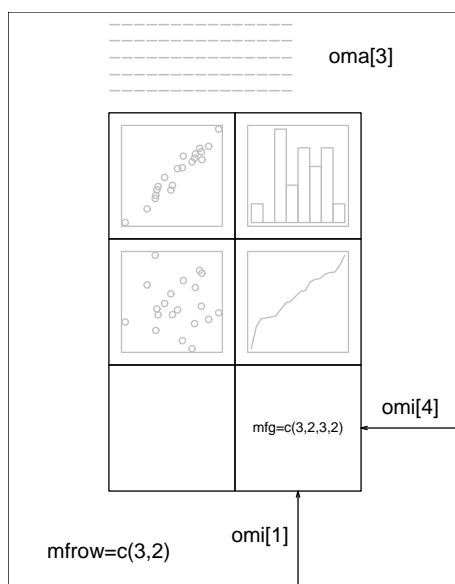 oma[3]
omi[4]
mfg=c(3,2,3,2)
omi[1]
mfrow=c(3,2)